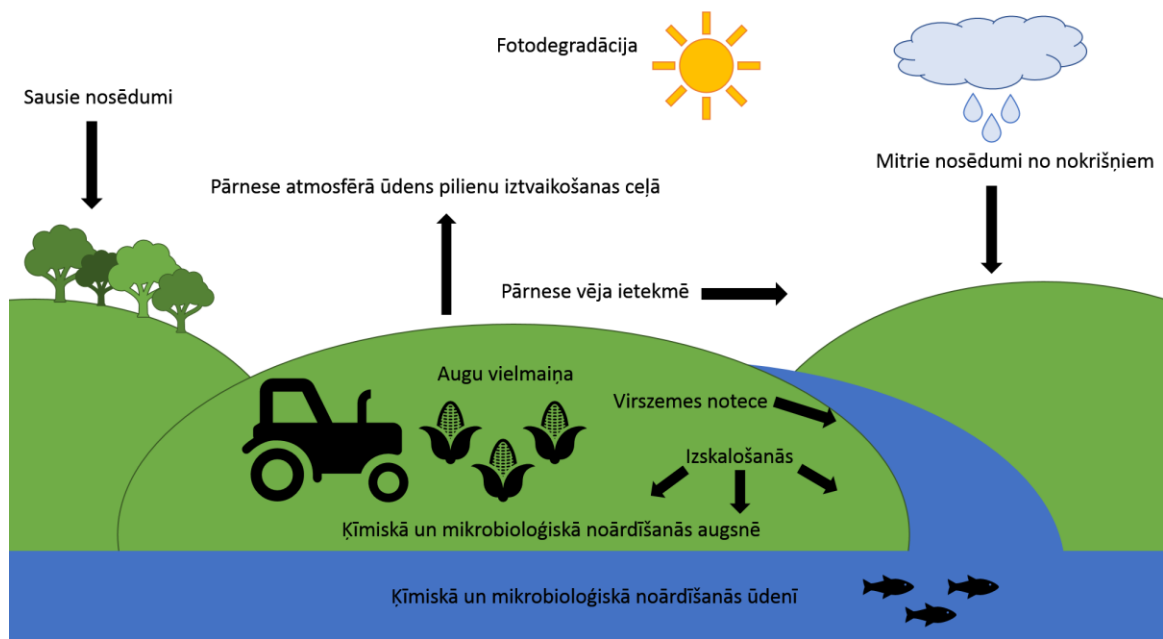 Fotodegradācija
Sausie nosēdumi
Mitrie nosēdumi no nokrišņiem
Pārnese atmosfērā ūdens pilienu iztvaikošanas ceļā
Pārnese vēja ietekmē
Augu vielmaiņa
Virszemes notece
Izskalošanās
Ķīmiskā un mikrobioloģiskā noārdīšanās augsnē
Ķīmiskā un mikrobioloģiskā noārdīšanās ūdenī